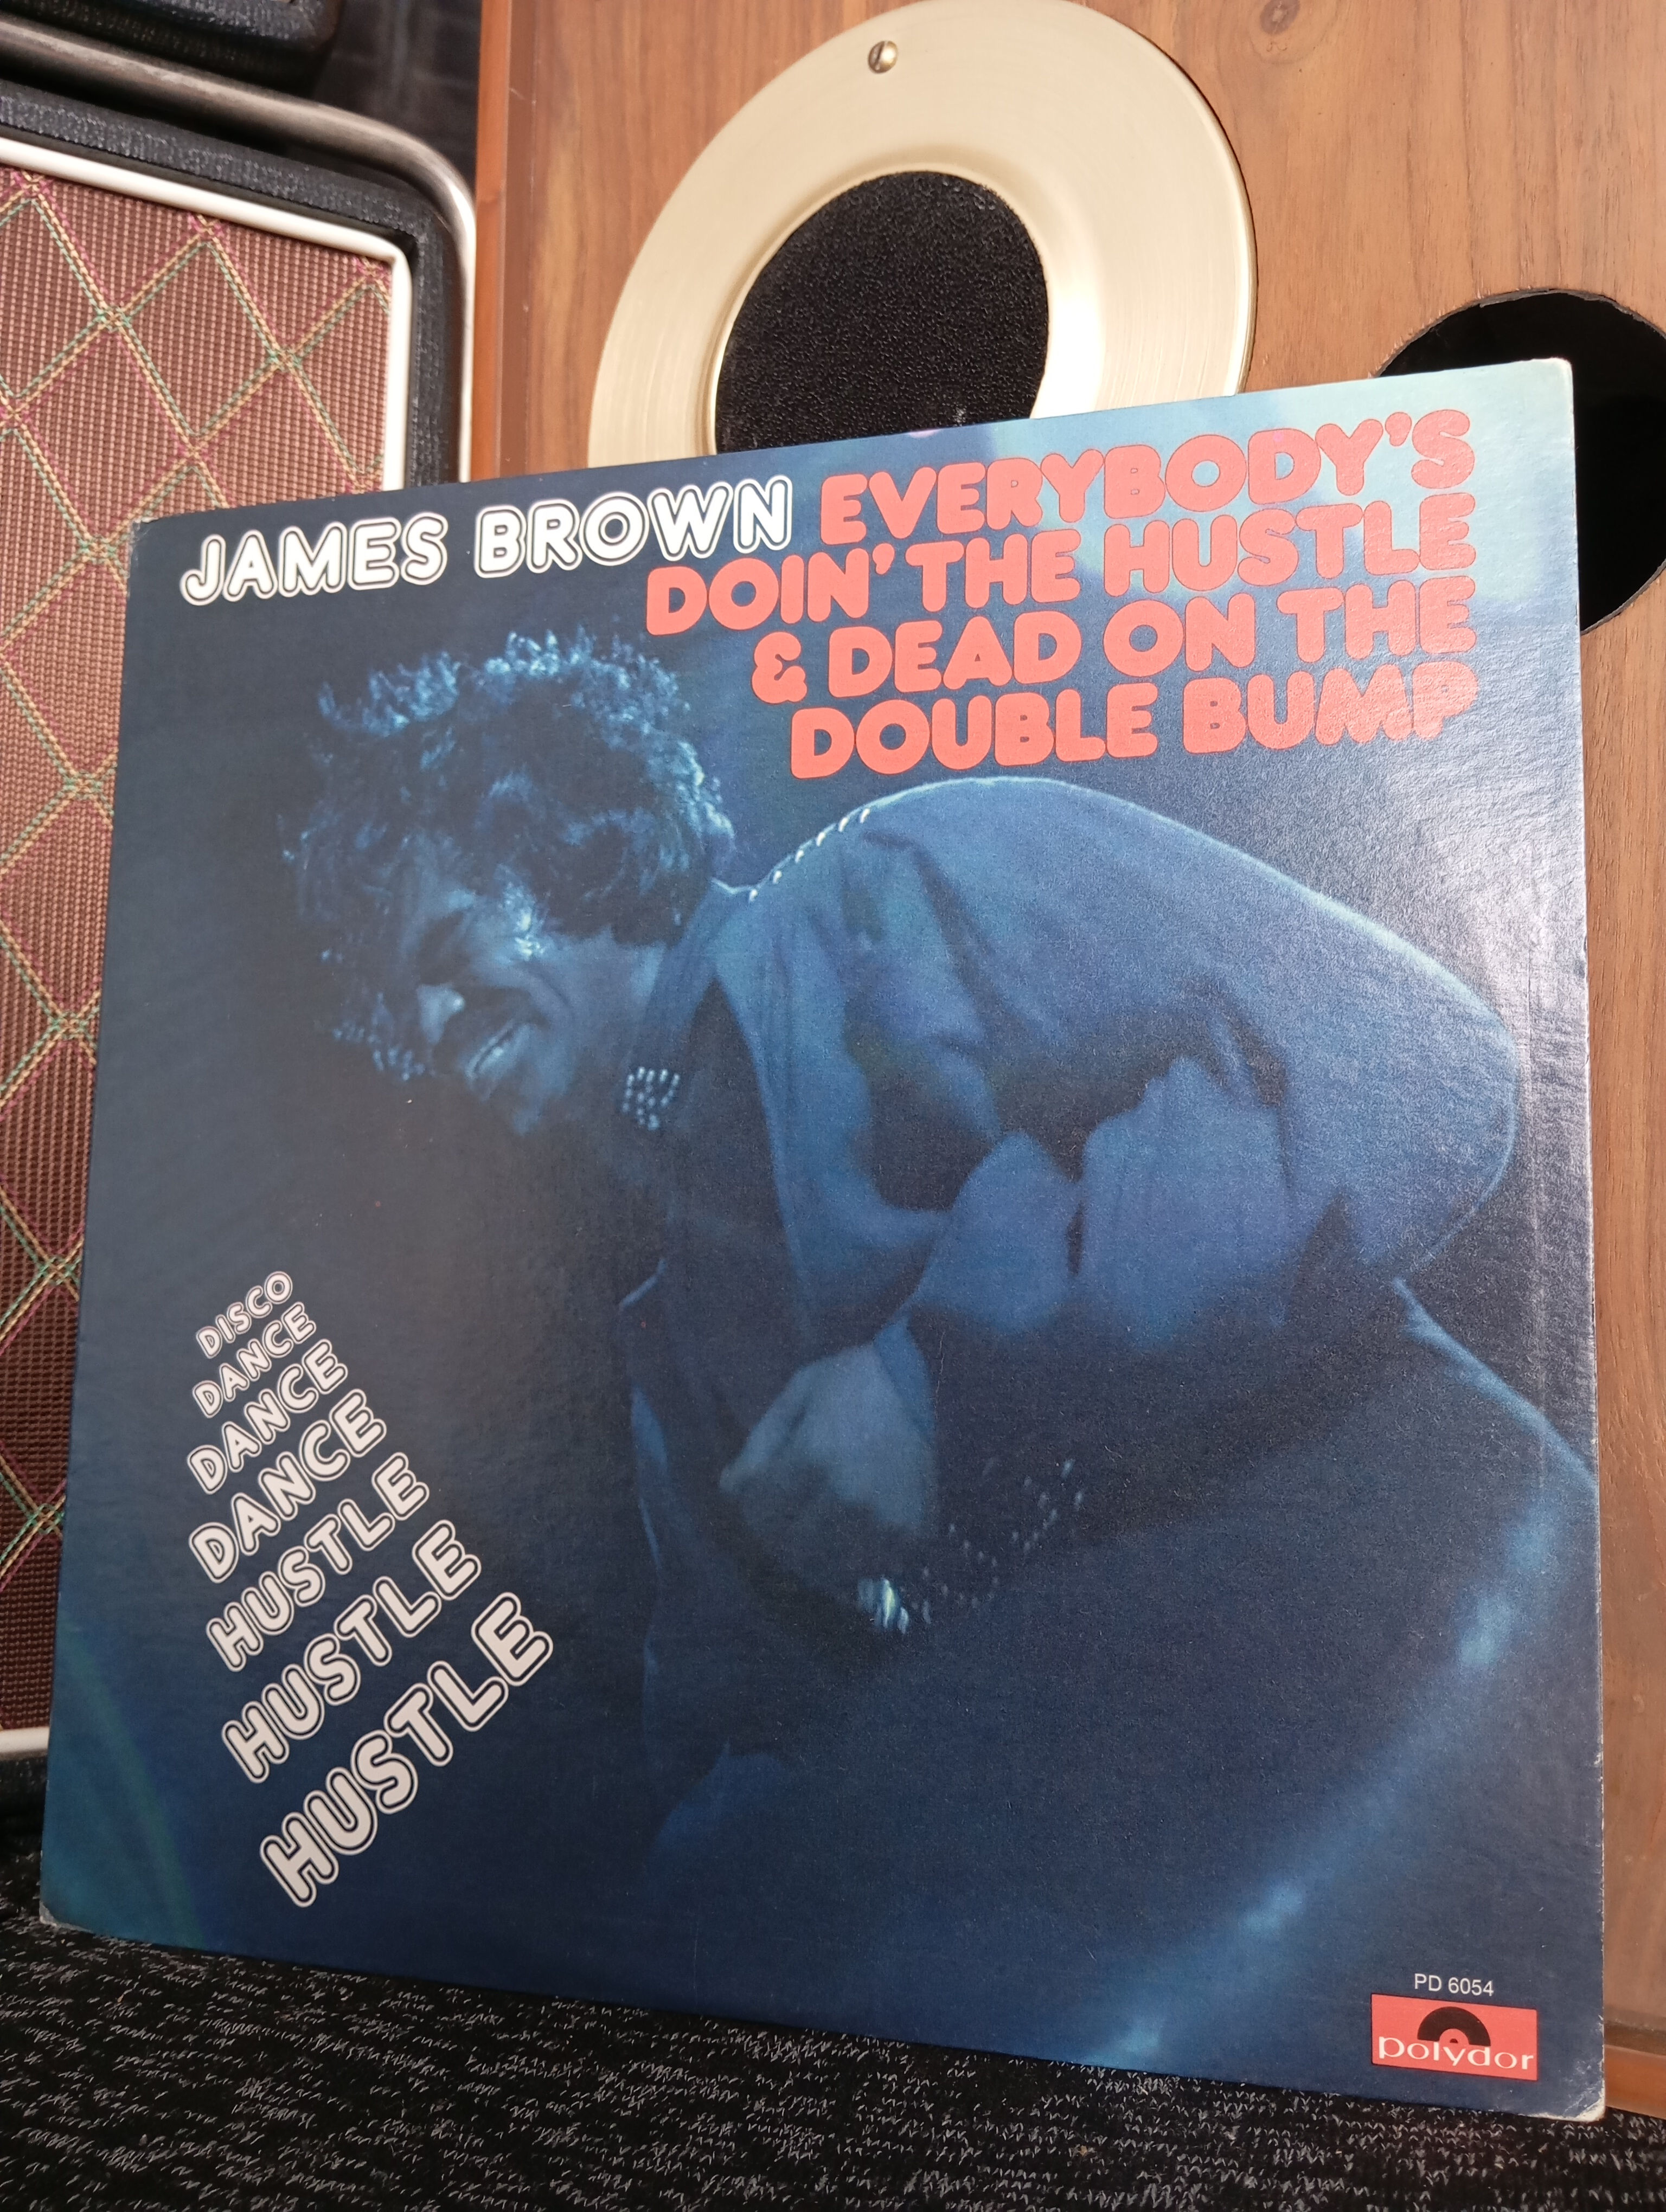 JAMES BROWN EVERYBODY'S
DOIN' THE HUSTLE
& DEAD ON THE
DOUBLE BUMP
DISCO
DANCE
DANCE
DANCE
HUSTLE
HUSTLE
HUSTLE
PD 6054
polydor